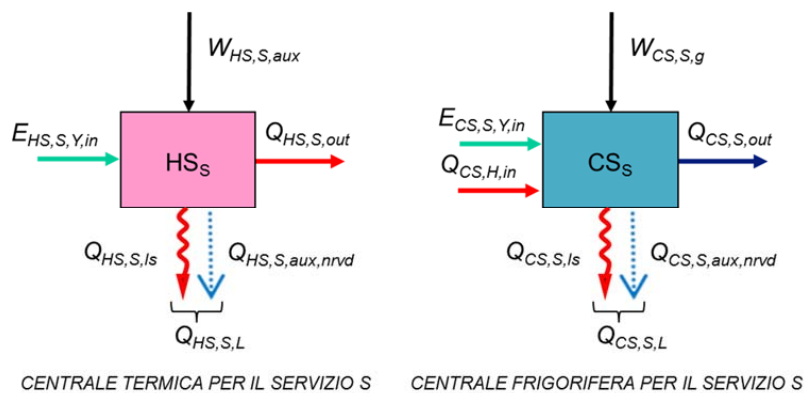 W_HS,S,aux
E_HS,S,Y,in
HS_S
Q_HS,S,out
Q_HS,S,ls
Q_HS,S,aux,nrvd
Q_HS,S,L
CENTRALE TERMICA PER IL SERVIZIO S
W_CS,S,g
E_CS,S,Y,in
Q_CS,H,in
CS_S
Q_CS,S,out
Q_CS,S,ls
Q_CS,S,aux,nrvd
Q_CS,S,L
CENTRALE FRIGORIFERA PER IL SERVIZIO S